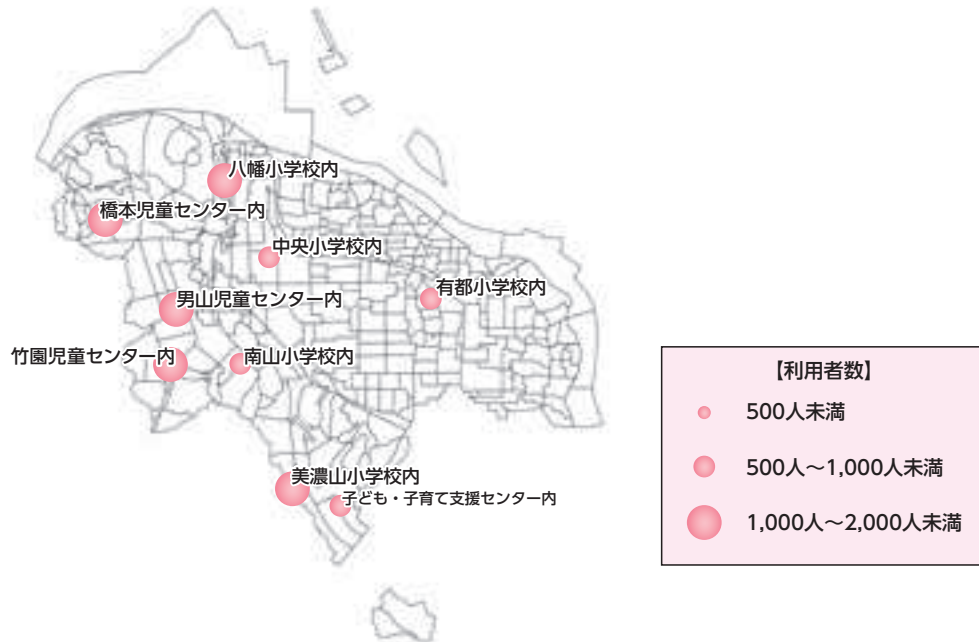 八幡小学校内
橋本児童センター内
中央小学校内
有都小学校内
男山児童センター内
竹園児童センター内
南山小学校内
美濃山小学校内
子ども・子育て支援センター内
【利用者数】
500人未満
500人～1,000人未満
1,000人～2,000人未満